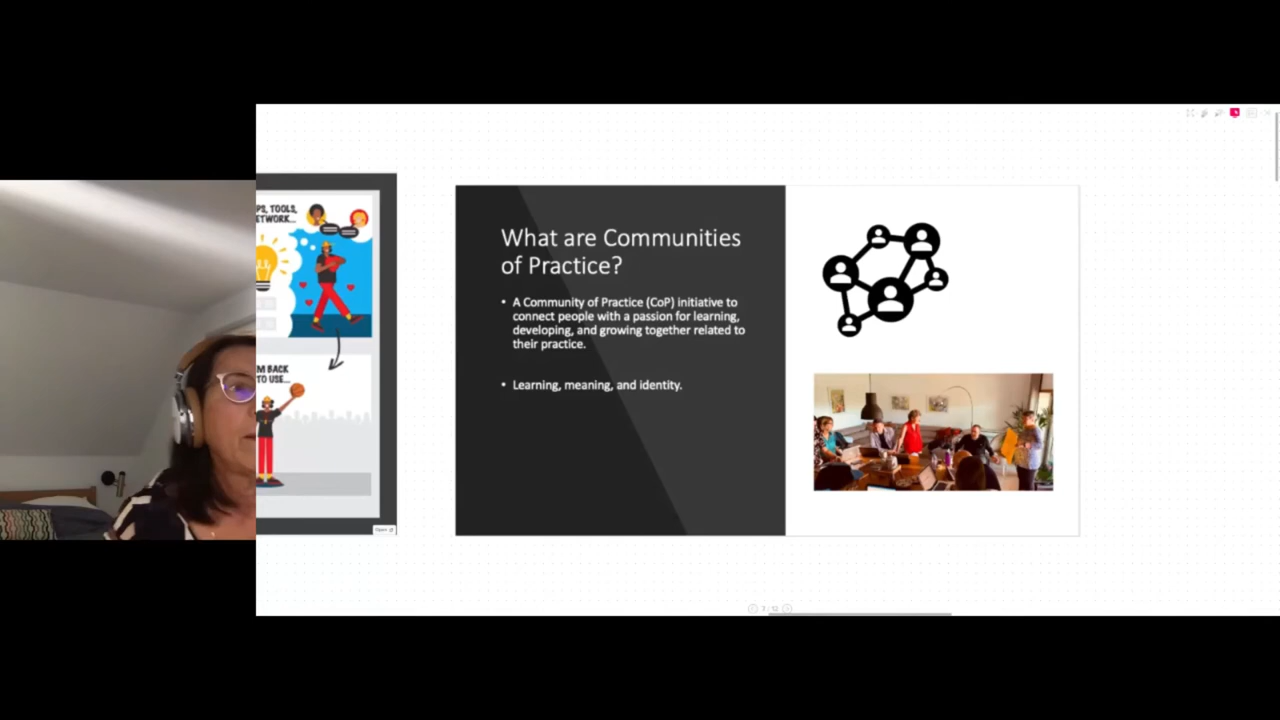 PS, TOOLS,
ETWORK...
M BACK
TO USE...
What are Communities
of Practice?
• A Community of Practice (CoP) initiative to
connect people with a passion for learning,
developing, and growing together related to
their practice.
• Learning, meaning, and identity.